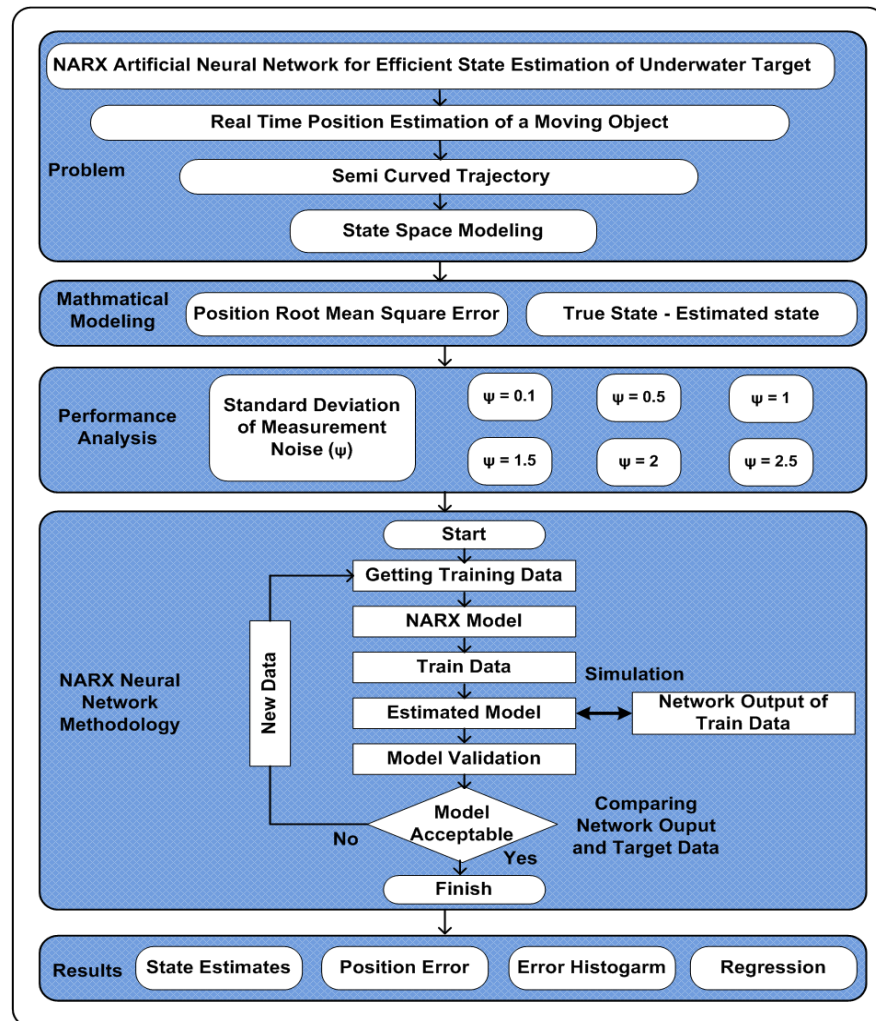 NARX Artificial Neural Network for Efficient State Estimation of Underwater Target
Real Time Position Estimation of a Moving Object
Problem
Semi Curved Trajectory
State Space Modeling
Mathmatical
Modeling
Position Root Mean Square Error
True State - Estimated state
Performance
Analysis
Standard Deviation
of Measurement
Noise (ψ)
ψ = 0.1
ψ = 0.5
ψ = 1
ψ = 1.5
ψ = 2
ψ = 2.5
NARX Neural
Network
Methodology
Start
Getting Training Data
NARX Model
Train Data
Simulation
Estimated Model
Network Output of
Train Data
Model Validation
New Data
Model
Acceptable
No
Yes
Comparing
Network Ouput
and Target Data
Finish
Results
State Estimates
Position Error
Error Histogarm
Regression